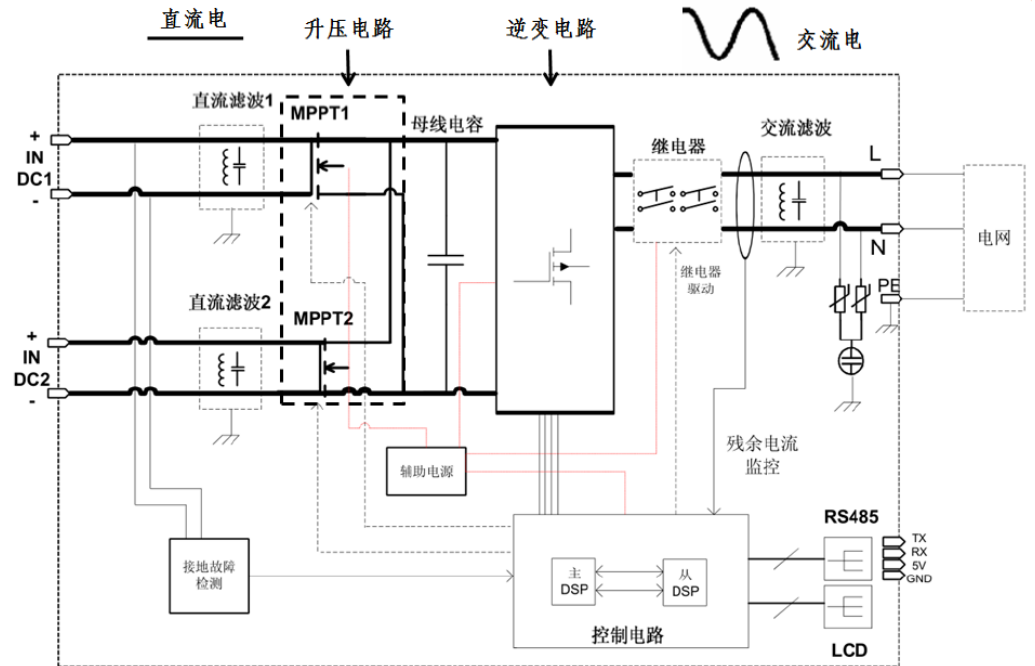 直流电
升压电路
逆变电路
交流电
直流滤波1
MPPT1
母线电容
继电器
交流滤波
+
IN
DC1
-
L
N
PE
电网
继电器
驱动
直流滤波2
MPPT2
+
IN
DC2
-
辅助电源
残余电流
监控
接地故障
检测
主
DSP
从
DSP
控制电路
RS485
TX
RX
5V
GND
LCD